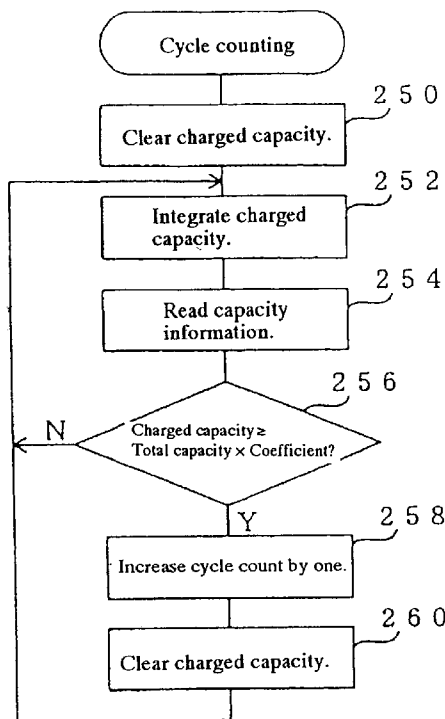 Cycle counting
250
Clear charged capacity.
252
Integrate charged
capacity.
254
Read capacity
information.
256
Charged capacity ≥
Total capacity × Coefficient?
N
Y
258
Increase cycle count by one.
260
Clear charged capacity.